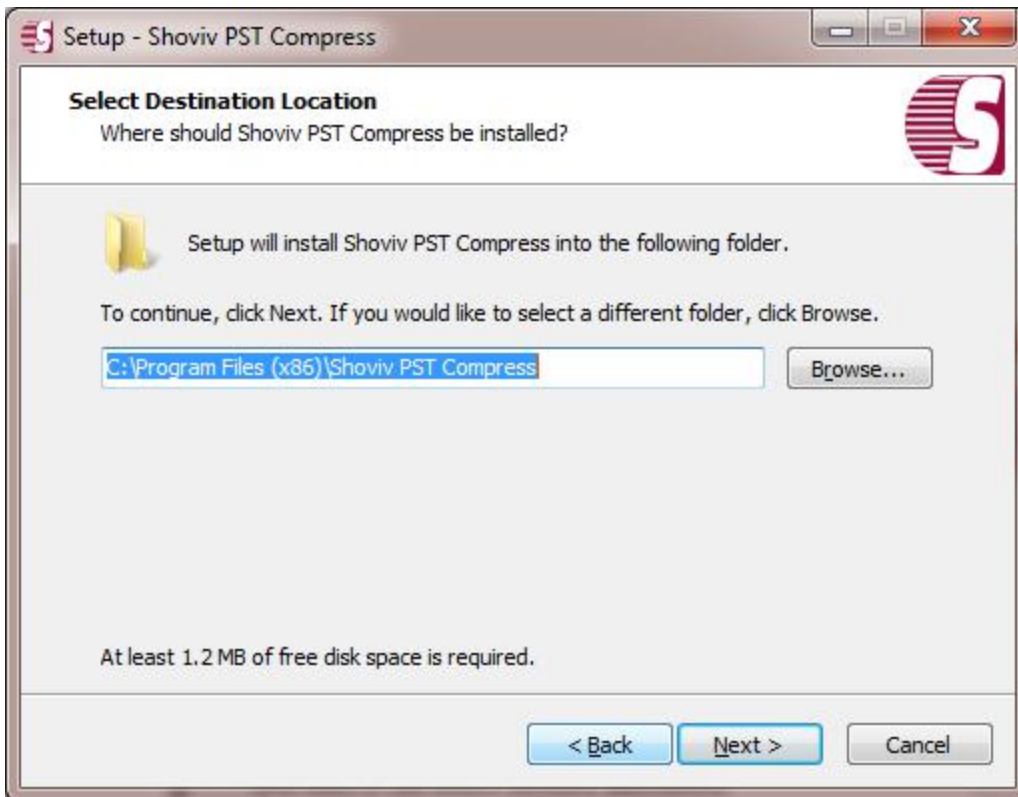 Setup - Shoviv PST Compress
Select Destination Location
Where should Shoviv PST Compress be installed?
Setup will install Shoviv PST Compress into the following folder.
To continue, click Next. If you would like to select a different folder, click Browse.
C:\Program Files (x86)\Shoviv PST Compress
Browse...
At least 1.2 MB of free disk space is required.
< Back
Next >
Cancel